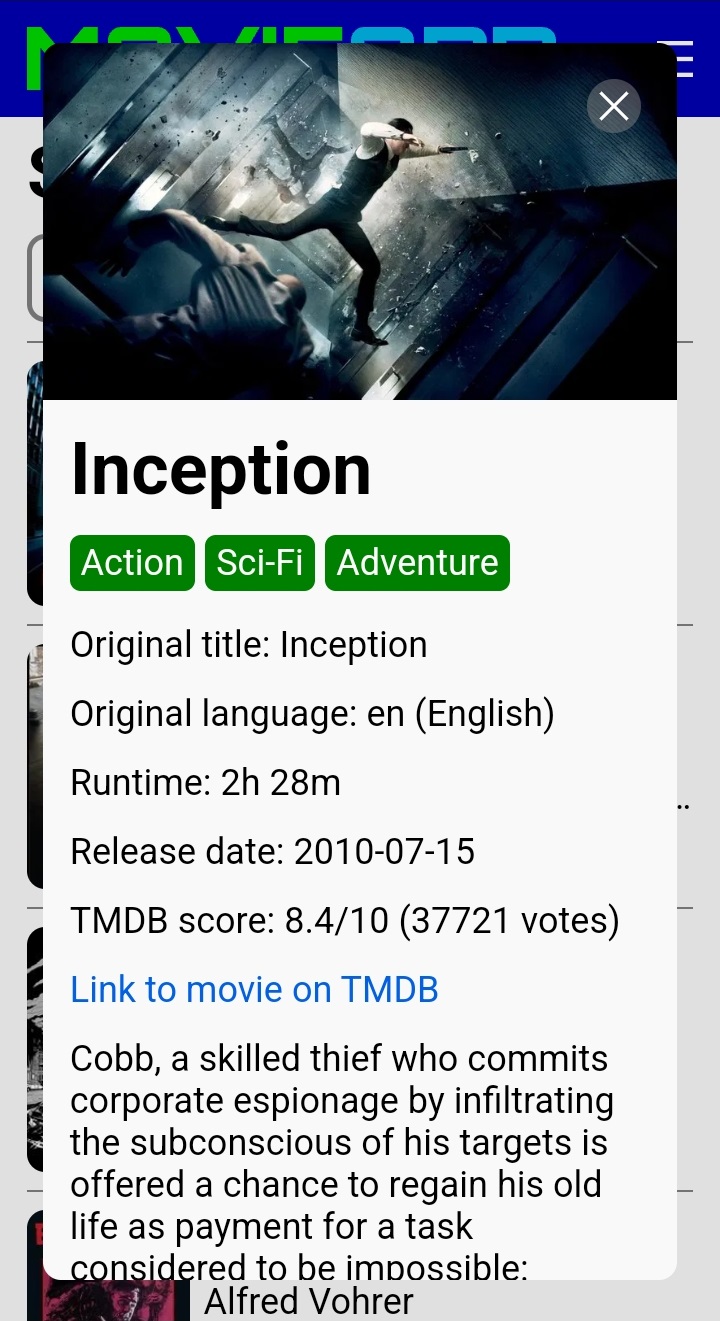 Inception
Action Sci-Fi Adventure
Original title: Inception
Original language: en (English)
Runtime: 2h 28m
Release date: 2010-07-15
TMDB score: 8.4/10 (37721 votes)
Link to movie on TMDB
Cobb, a skilled thief who commits
corporate espionage by infiltrating
the subconscious of his targets is
offered a chance to regain his old
life as payment for a task
considered to be impossible:
Alfred Vohrer